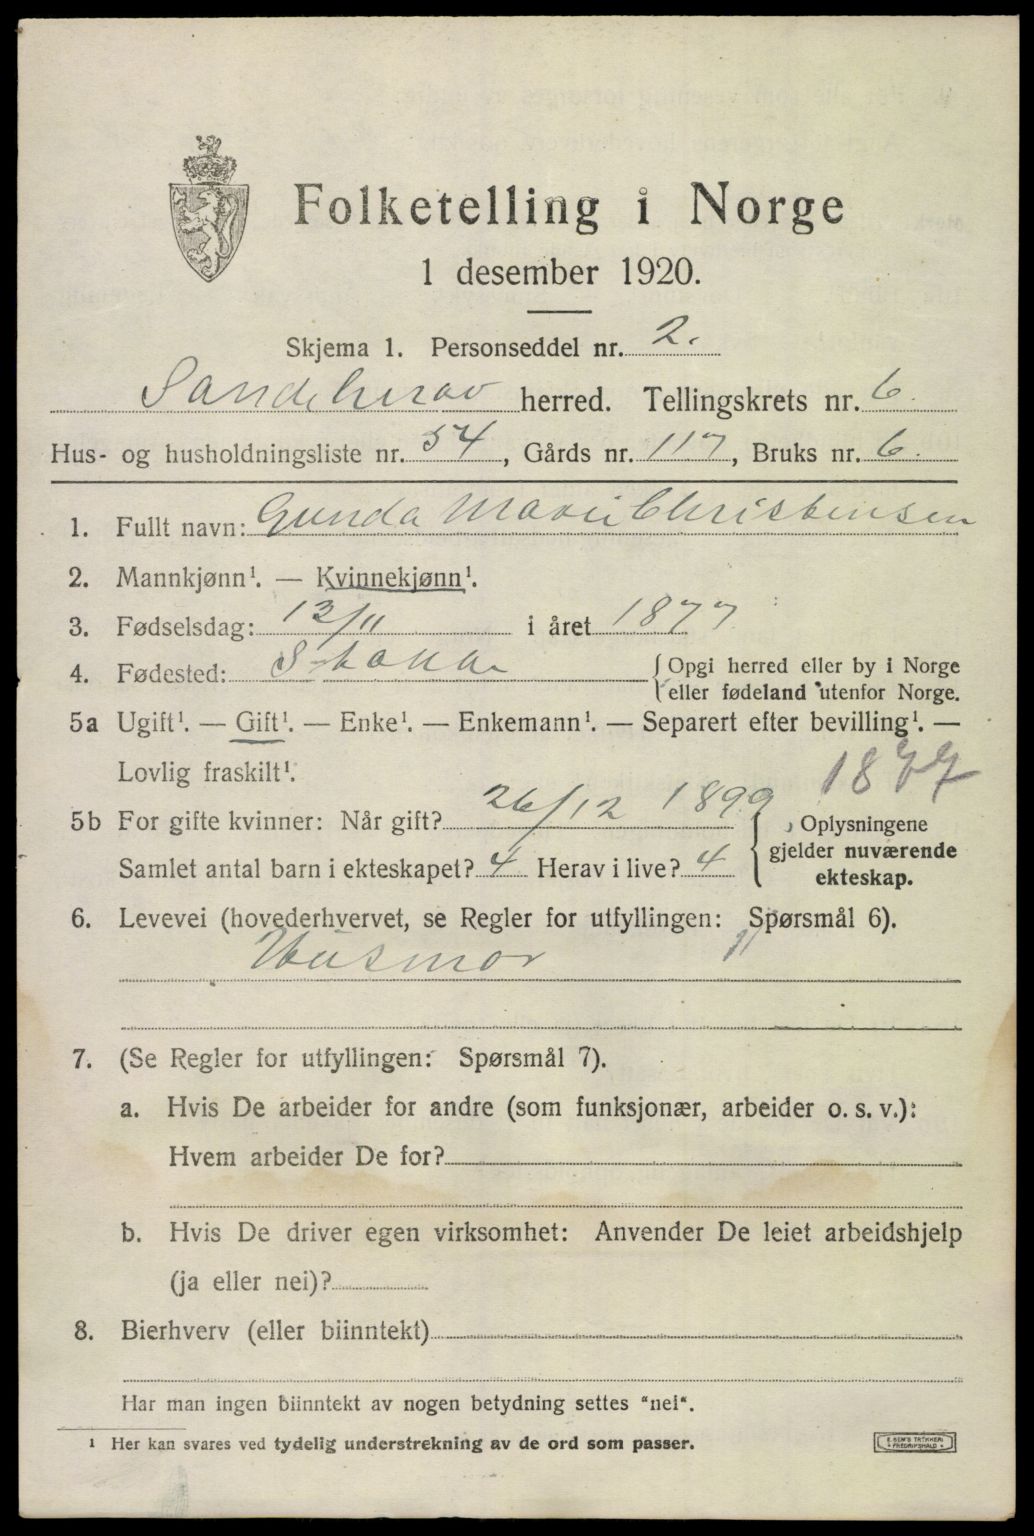 Folketelling i Norge
1 desember 1920.
Skjema 1. Personseddel nr. 2.
Sandeherav herred. Tellingskrets nr. 6.
Hus- og husholdningsliste nr. 54, Gårds nr. 117, Bruks nr. 6.
1. Fullt navn: Gunda Marie Christensen
2. Mannkjønn¹. — Kvinnekjønn¹.
3. Fødselsdag: 13/11 i året 1877
4. Fødested: Stokke {Opgi herred eller by i Norge
eller fødeland utenfor Norge.
5a Ugift¹. — Gift¹. — Enke¹. — Enkemann¹. — Separert efter bevilling¹. —
Lovlig fraskilt¹. 1877
5b For gifte kvinner: Når gift? 26/12 1899 Oplysningene
gjelder nuværende
Samlet antal barn i ekteskapet? 4 Herav i live? 4 ekteskap.
6. Levevei (hovederhvervet, se Regler for utfyllingen: Spørsmål 6).
Husmor
7. (Se Regler for utfyllingen: Spørsmål 7).
a. Hvis De arbeider for andre (som funksjonær, arbeider o. s. v.):
Hvem arbeider De for?
b. Hvis De driver egen virksomhet: Anvender De leiet arbeidshjelp
(ja eller nei)?
8. Bierhverv (eller biinntekt)
Har man ingen biinntekt av nogen betydning settes "nei".
¹ Her kan svares ved tydelig understrekning av de ord som passer.